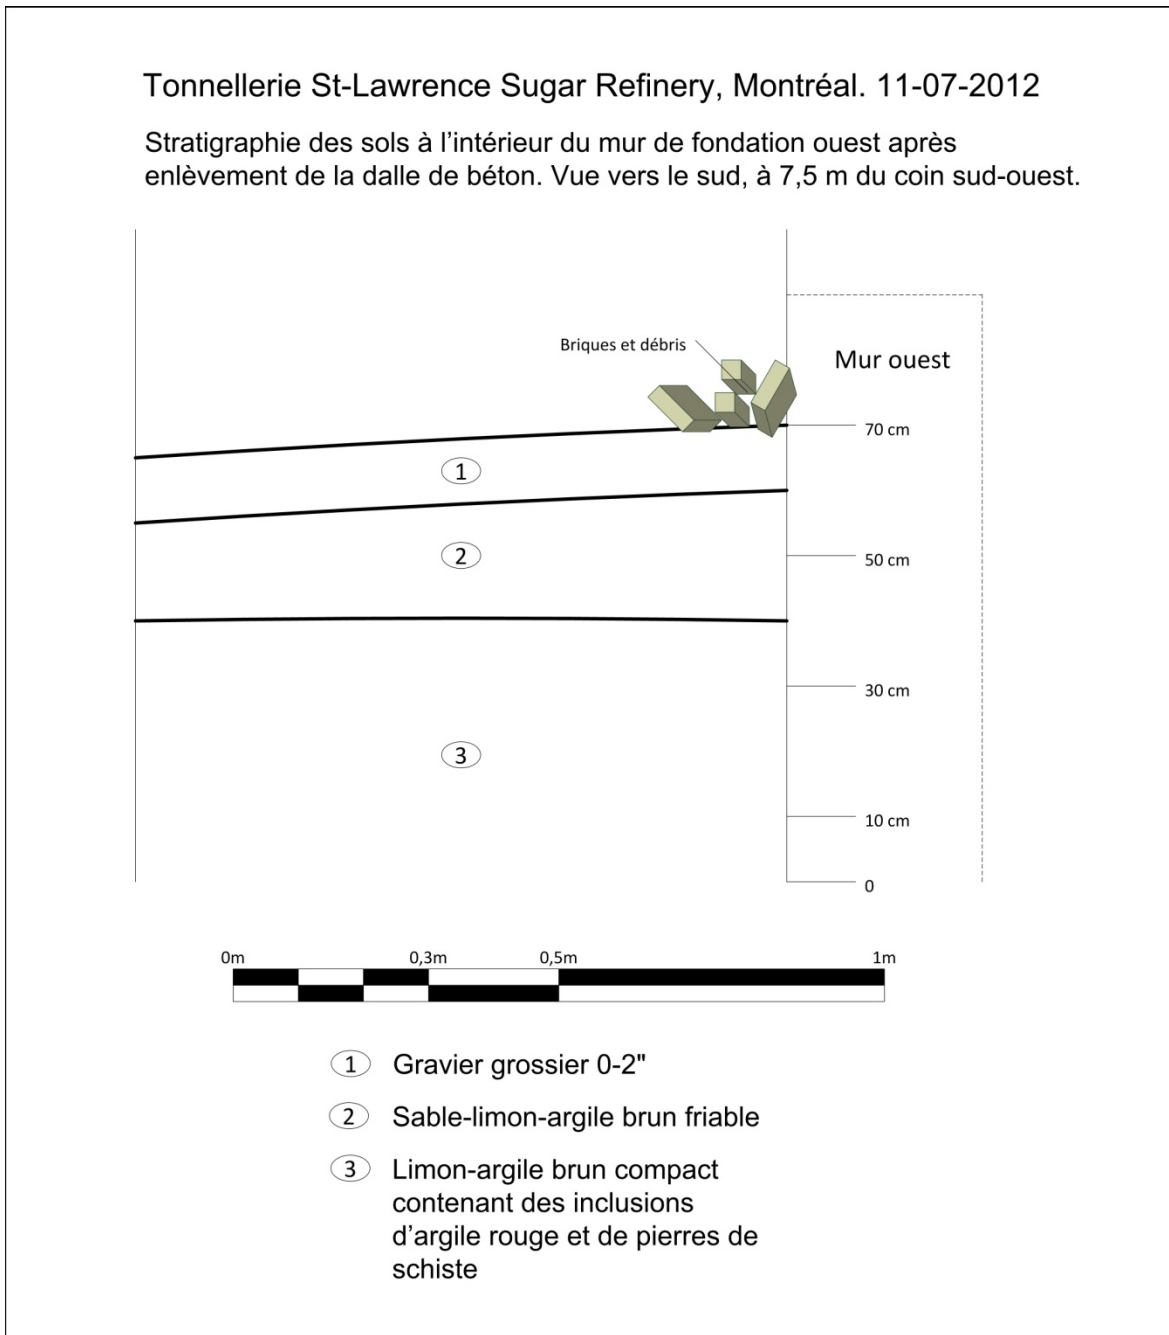 Tonnellerie St-Lawrence Sugar Refinery, Montréal. 11-07-2012
Stratigraphie des sols à l'intérieur du mur de fondation ouest après
enlèvement de la dalle de béton. Vue vers le sud, à 7,5 m du coin sud-ouest.
Briques et débris
Mur ouest
70 cm
1
2
50 cm
30 cm
3
10 cm
0
0m 0,3m 0,5m 1m
1 Gravier grossier 0-2"
2 Sable-limon-argile brun friable
3 Limon-argile brun compact
contenant des inclusions
d'argile rouge et de pierres de
schiste